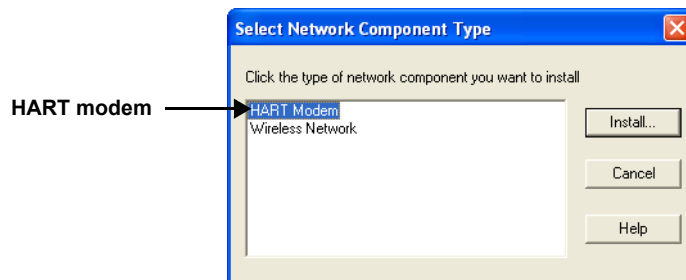 Select Network Component Type
Click the type of network component you want to install
HART modem
HART Modem
Wireless Network
Install...
Cancel
Help